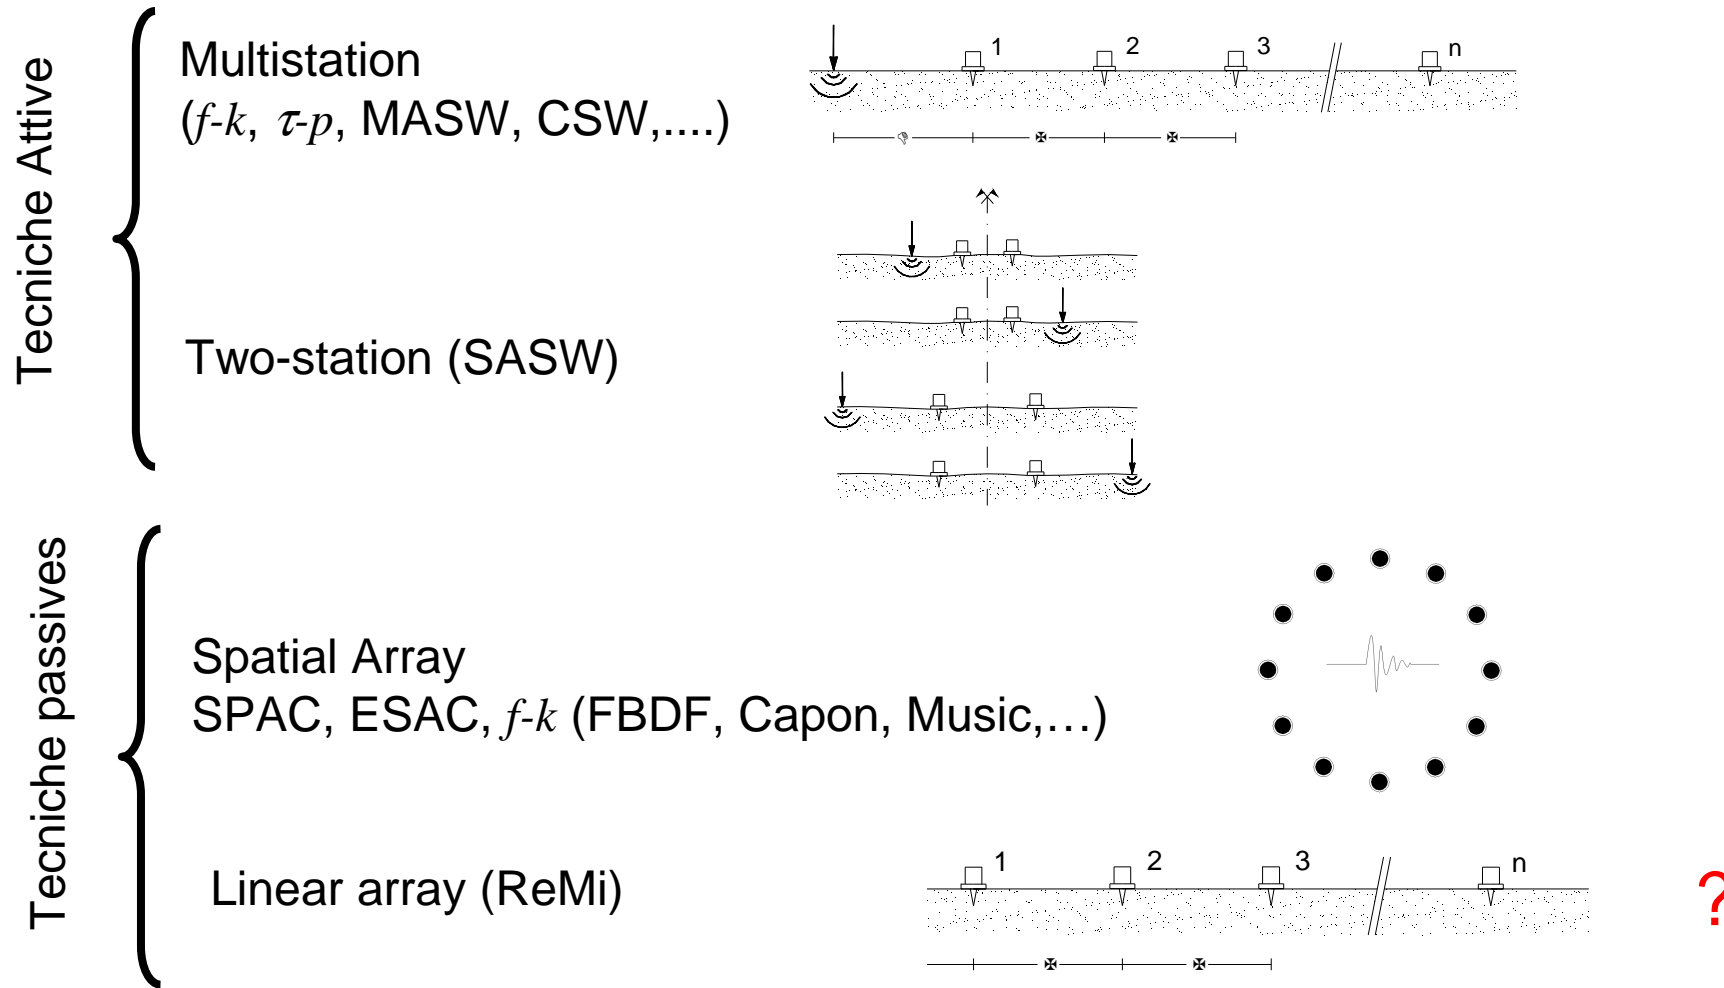 Tecniche Attive
Multistation
(f-k, τ-p, MASW, CSW,....)
1 2 3 n
Two-station (SASW)
Tecniche passives
Spatial Array
SPAC, ESAC, f-k (FBDF, Capon, Music,…)
Linear array (ReMi)
1 2 3 n
?